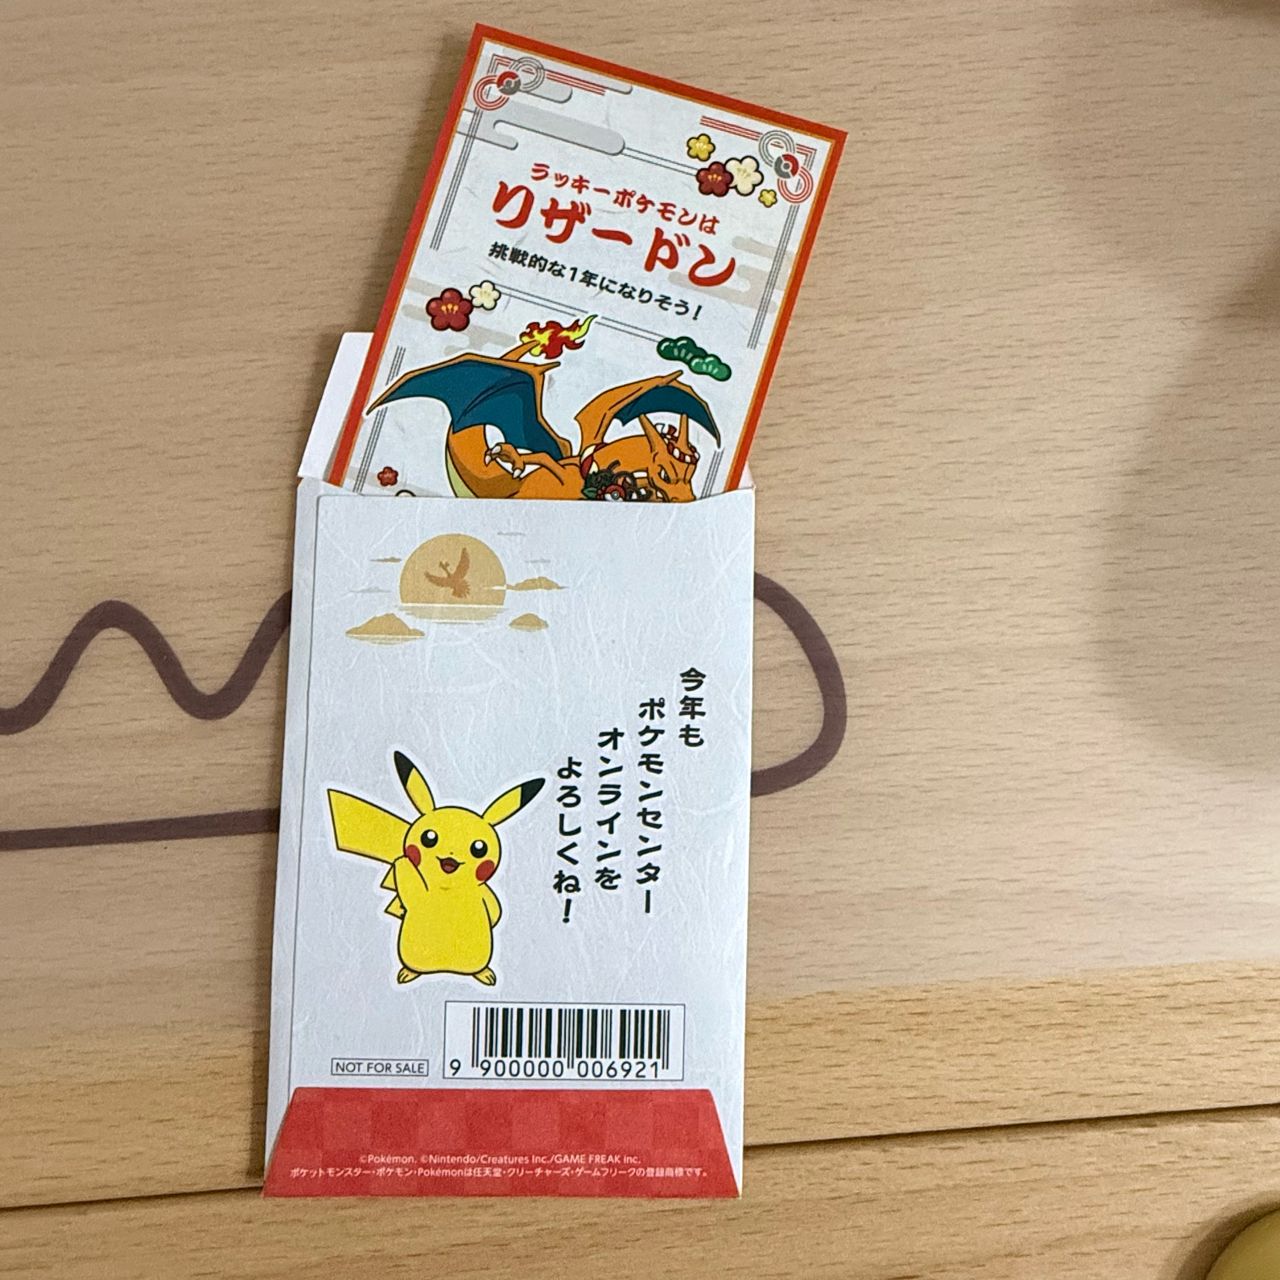 ラッキーポケモンは
リザードン
挑戦的な1年になりそう!
今年も
ポケモンセンター
オンラインを
よろしくね!
NOT FOR SALE
9 900000 006921
©Pokémon. ©Nintendo/Creatures Inc./GAME FREAK inc.
ポケットモンスター・ポケモン・Pokémonは任天堂・クリーチャーズ・ゲームフリークの登録商標です。